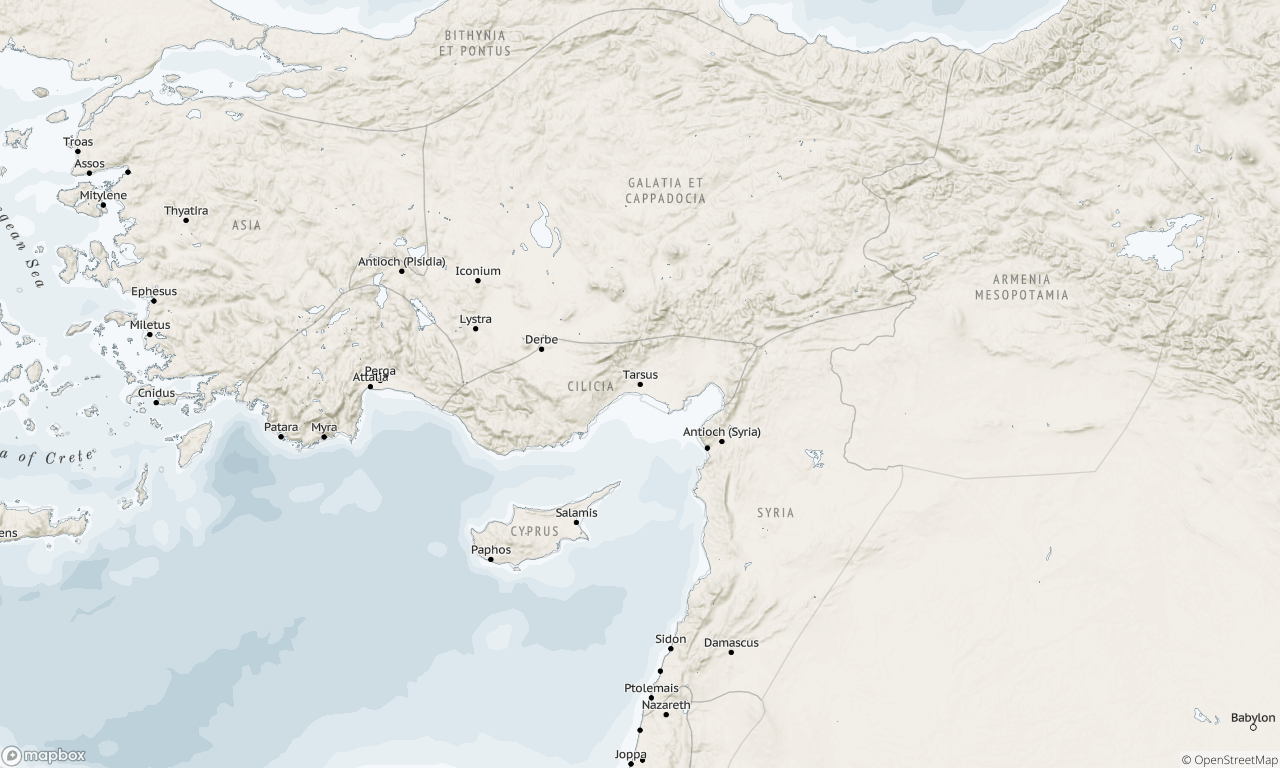 BITHYNIA
ET PONTUS
Troas
Assos
GALATIA ET
CAPPADOCIA
Mitylene
Thyatira
ASIA
gean Sea
Antioch (Pisidia)
Iconium
ARMENIA
MESOPOTAMIA
Ephesus
Miletus
Lystra
Derbe
Perga
Attalia
CILICIA
Tarsus
Cnidus
Patara
Myra
Antioch (Syria)
a of Crete
SYRIA
Salamis
CYPRUS
ens
Paphos
Sidon
Damascus
Ptolemais
Nazareth
Babylon
Joppa
mapbox
© OpenStreetMap